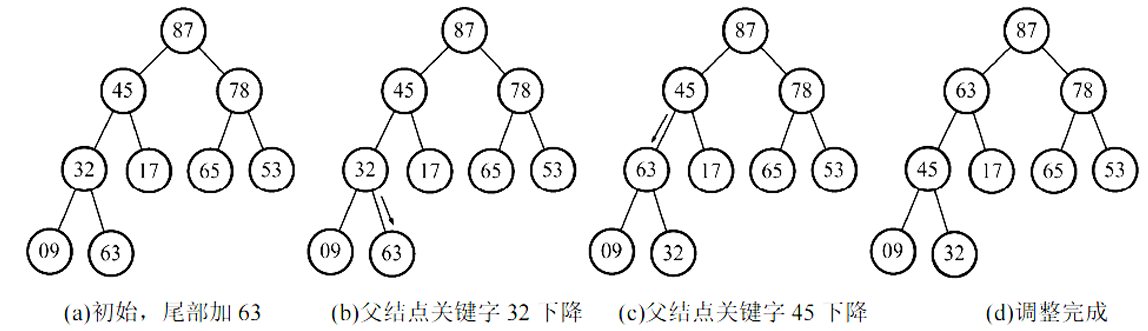 87 87 87 87
45 78 45 78 45 78 63 78
32 17 65 53 32 17 65 53 63 17 65 53 45 17 65 53
09 63 09 63 09 32 09 32
(a)初始，尾部加 63 (b)父结点关键字 32 下降 (c)父结点关键字 45 下降 (d)调整完成